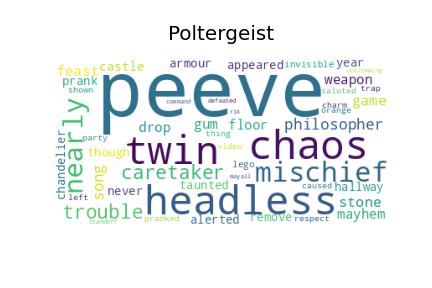 Poltergeist
feast castle armour appeared invisible year
prank unscrewing
shown peeve weapon saluted trap
command defeated charm game
nearly rik orange
chandelier party drop gum floor philosopher
thing
twin chaos
though video
song caretaker lego mischief
mayall
never taunted caused hallway
left headless stone
trouble pranked alerted remove respect mayhem
standoff